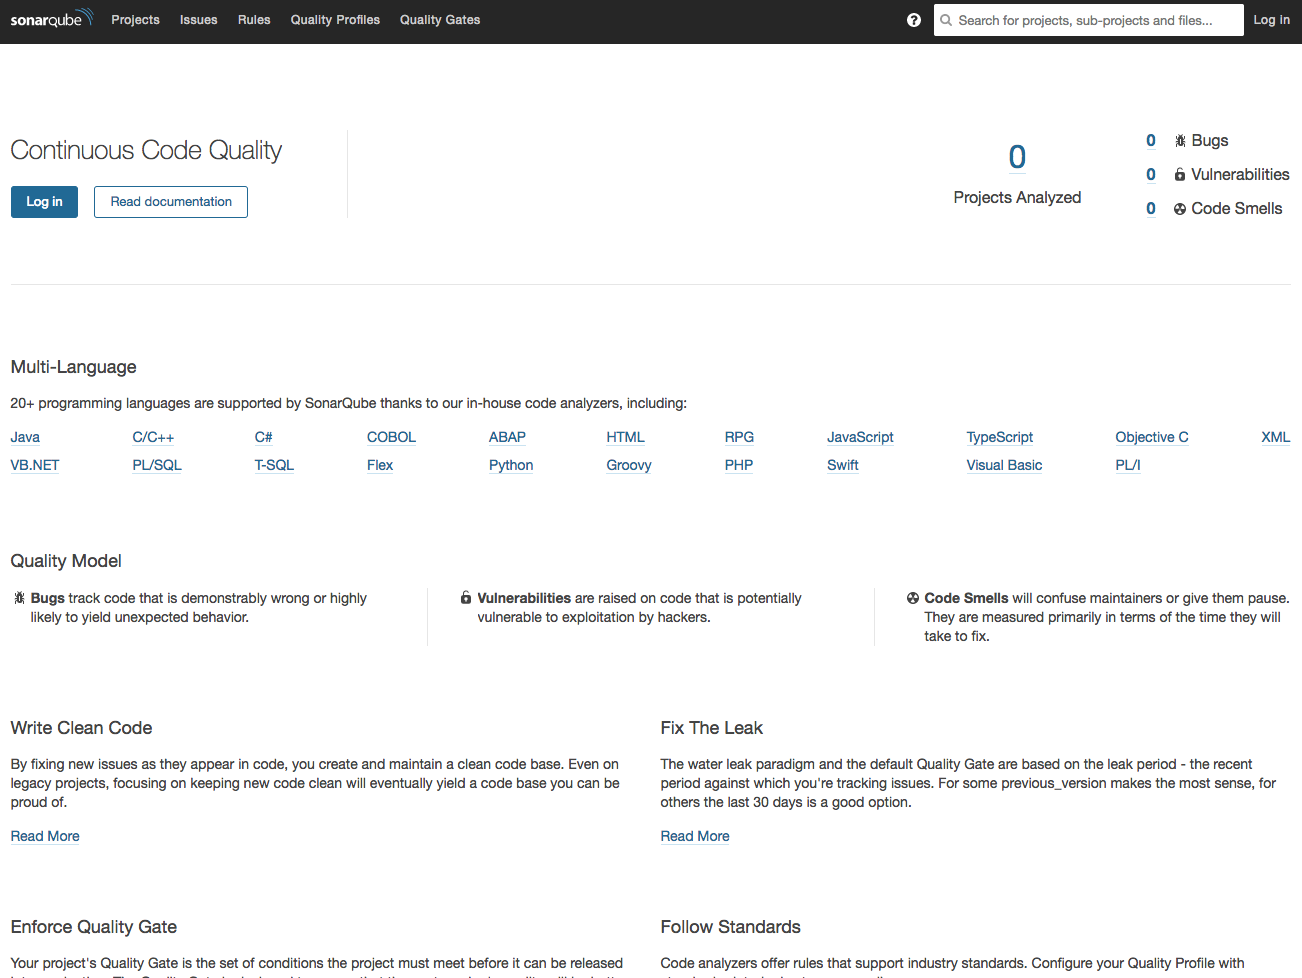 sonarqube Projects Issues Rules Quality Profiles Quality Gates ? Search for projects, sub-projects and files... Log in
Continuous Code Quality
Log in Read documentation
0
Projects Analyzed
0 Bugs
0 Vulnerabilities
0 Code Smells
Multi-Language
20+ programming languages are supported by SonarQube thanks to our in-house code analyzers, including:
Java C/C++ C# COBOL ABAP HTML RPG JavaScript TypeScript Objective C XML
VB.NET PL/SQL T-SQL Flex Python Groovy PHP Swift Visual Basic PL/I
Quality Model
Bugs track code that is demonstrably wrong or highly
likely to yield unexpected behavior.
Vulnerabilities are raised on code that is potentially
vulnerable to exploitation by hackers.
Code Smells will confuse maintainers or give them pause.
They are measured primarily in terms of the time they will
take to fix.
Write Clean Code
By fixing new issues as they appear in code, you create and maintain a clean code base. Even on
legacy projects, focusing on keeping new code clean will eventually yield a code base you can be
proud of.
Read More
Fix The Leak
The water leak paradigm and the default Quality Gate are based on the leak period - the recent
period against which you're tracking issues. For some previous_version makes the most sense, for
others the last 30 days is a good option.
Read More
Enforce Quality Gate
Your project's Quality Gate is the set of conditions the project must meet before it can be released
Follow Standards
Code analyzers offer rules that support industry standards. Configure your Quality Profile with